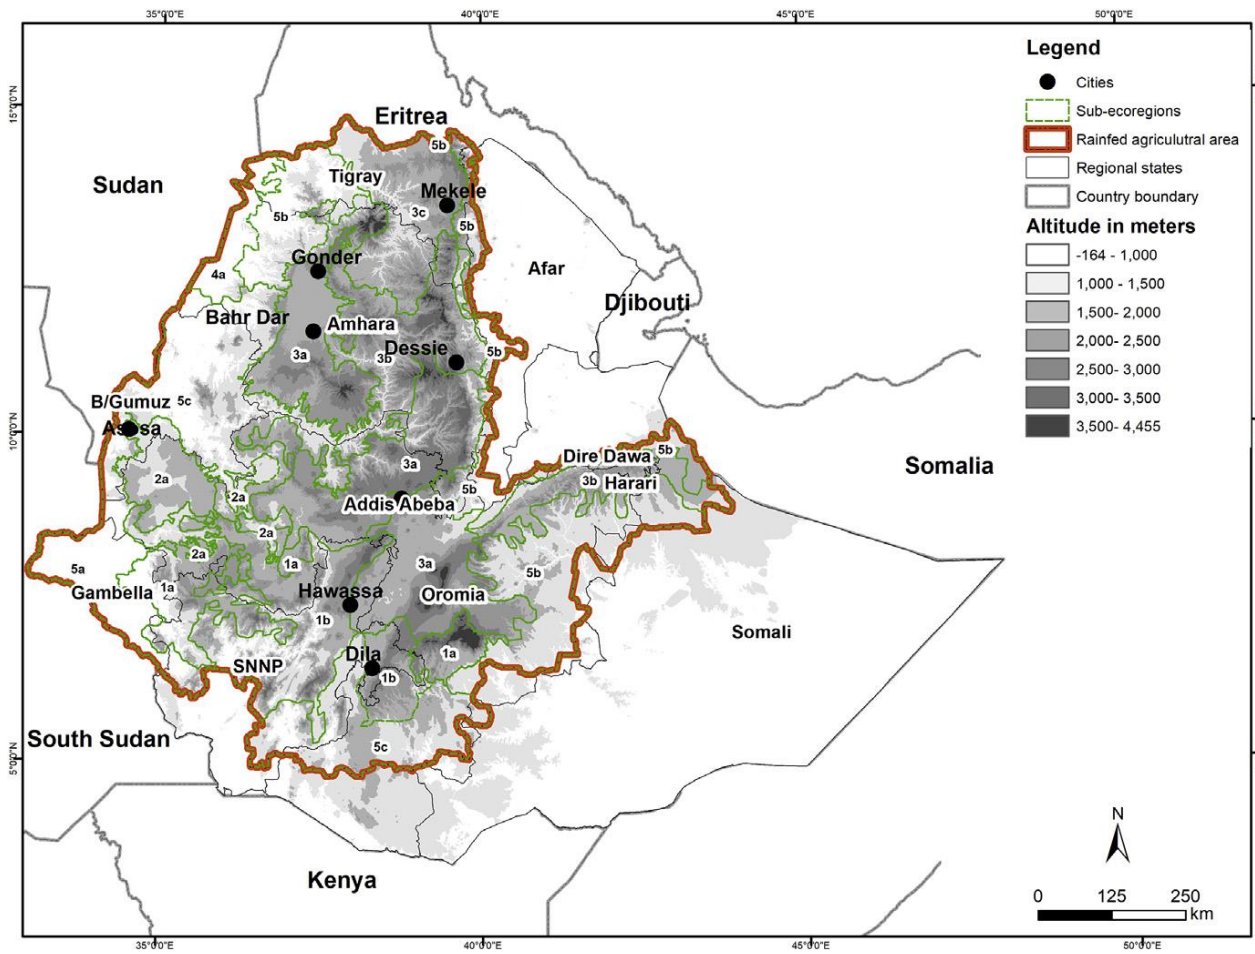 35°0'0"E 40°0'0"E 45°0'0"E 50°0'0"E
15°0'0"N
10°0'0"N
5°0'0"N
Eritrea
Sudan
5b
Tigray
Mekele
3c
5b
5b
Gonder
4a
Afar
Djibouti
Bahr Dar
Amhara
Dessie
3a
3b
5b
B/Gumuz
5c
Asosa
Dire Dawa
5b
3a
Somalia
2a
3b
Harari
2a
5b
Addis Abeba
2a
2a
1a
3a
5a
5b
Gambella
1a
Hawassa
Oromia
1b
Somali
Dila
1a
SNNP
1b
South Sudan
5c
Kenya
Legend
Cities
Sub-ecoregions
Rainfed agriculutral area
Regional states
Country boundary
Altitude in meters
-164 - 1,000
1,000 - 1,500
1,500- 2,000
2,000- 2,500
2,500- 3,000
3,000- 3,500
3,500- 4,455
N
0 125 250
km
35°0'0"E 40°0'0"E 45°0'0"E 50°0'0"E